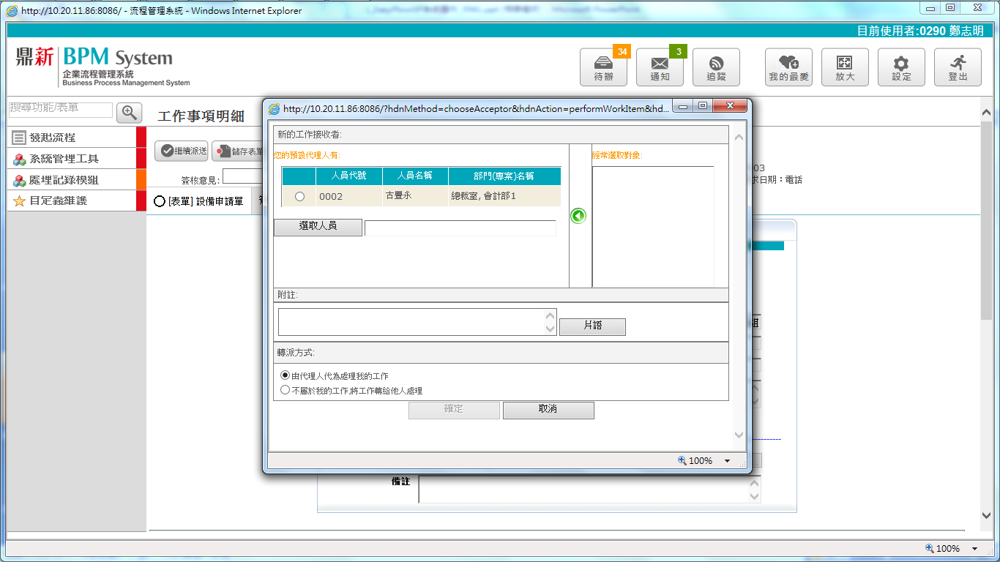 http://10.20.11.86:8086/ - 流程管理系統 - Windows Internet Explorer
目前使用者:0290 鄭志明
鼎新 BPM System
企業流程管理系統
Business Process Management System
34
3
待辦 通知 追蹤 我的最愛 放大 設定 登出
搜尋功能/表單
發起流程
系統管理工具
處理記錄模組
自定義維護
工作事項明細
繼續派送 儲存表單
簽核意見:
[表單] 設備申請單
03
求日期：電話
http://10.20.11.86:8086/?hdnMethod=chooseAcceptor&hdnAction=performWorkItem&hd...
新的工作接收者:
您的預設代理人有:
經常選取對象:
人員代號 人員名稱 部門(專案)名稱
0002 古豐永 總裁室, 會計部1
選取人員
附註:
片語
轉派方式:
由代理人代為處理我的工作
不屬於我的工作,將工作轉給他人處理
確定 取消
100%
組
備註
100%